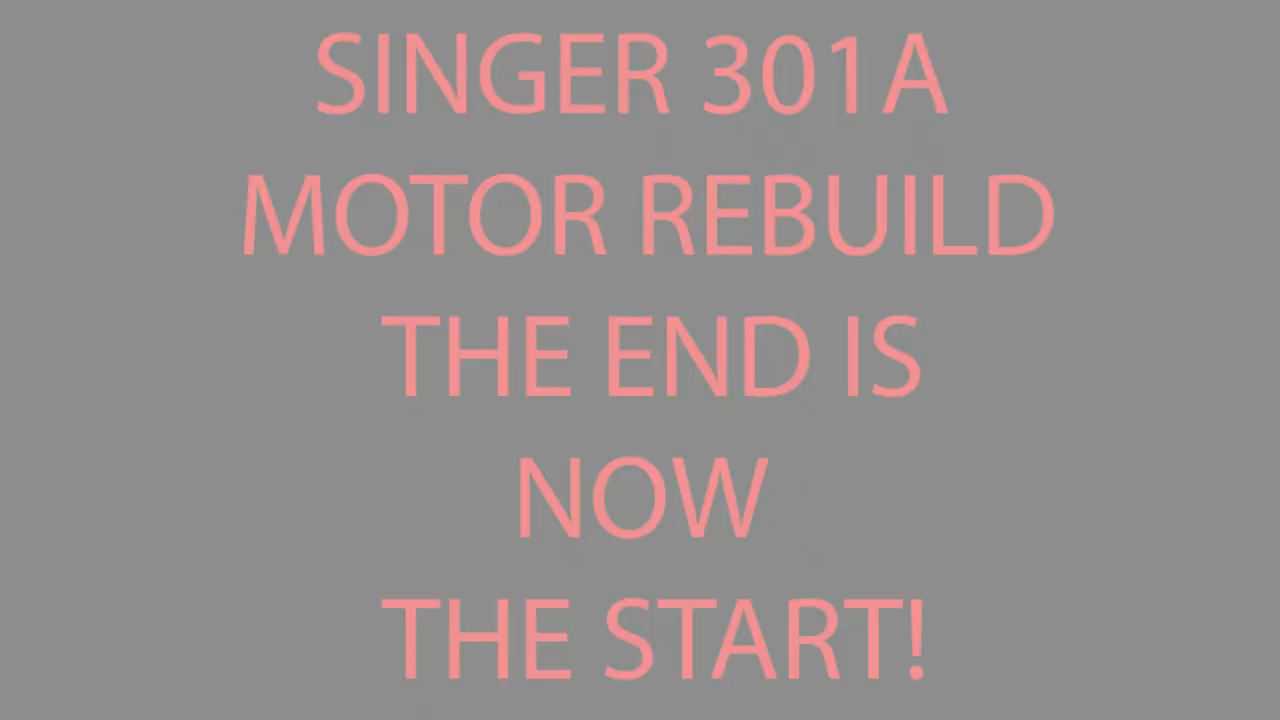 SINGER 301A
MOTOR REBUILD
THE END IS
NOW
THE START!